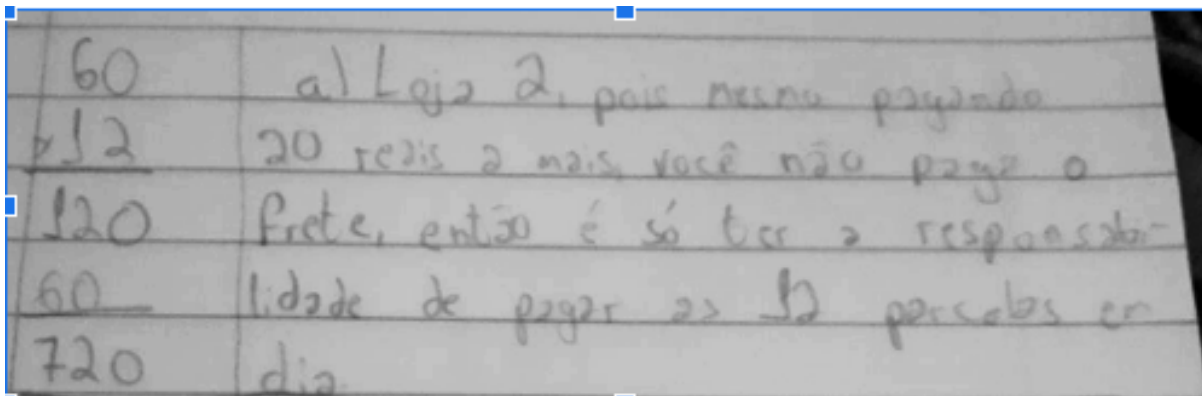 60 a) Loja 2, pois mesmo pagando
x12 20 reais a mais, você não paga o
120 frete, então é só ter a responsabi-
60 lidade de pagar as 12 parcelas em
720 dia.